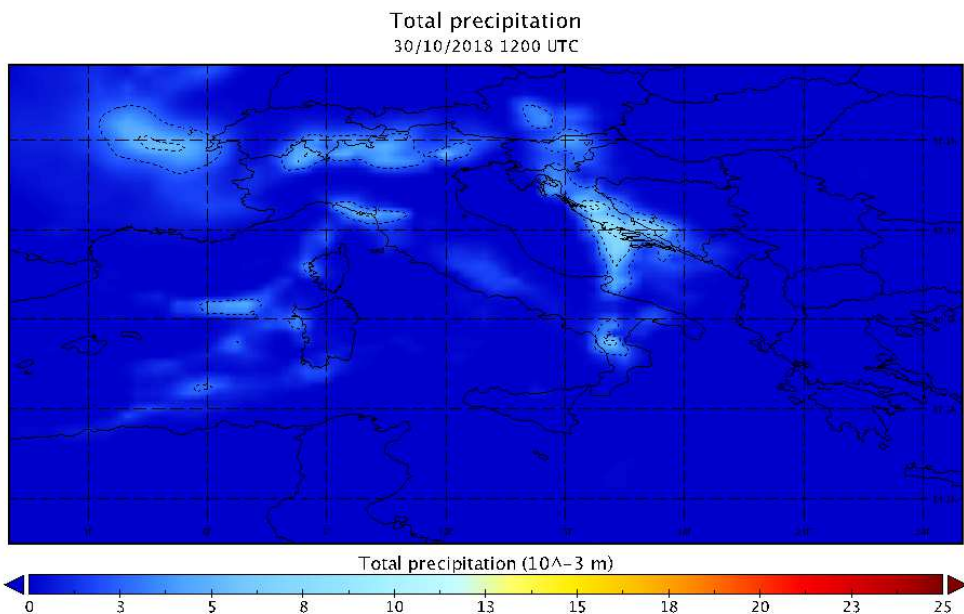 Total precipitation
30/10/2018 1200 UTC
Total precipitation (10^-3 m)
0 3 5 8 10 13 15 18 20 23 25